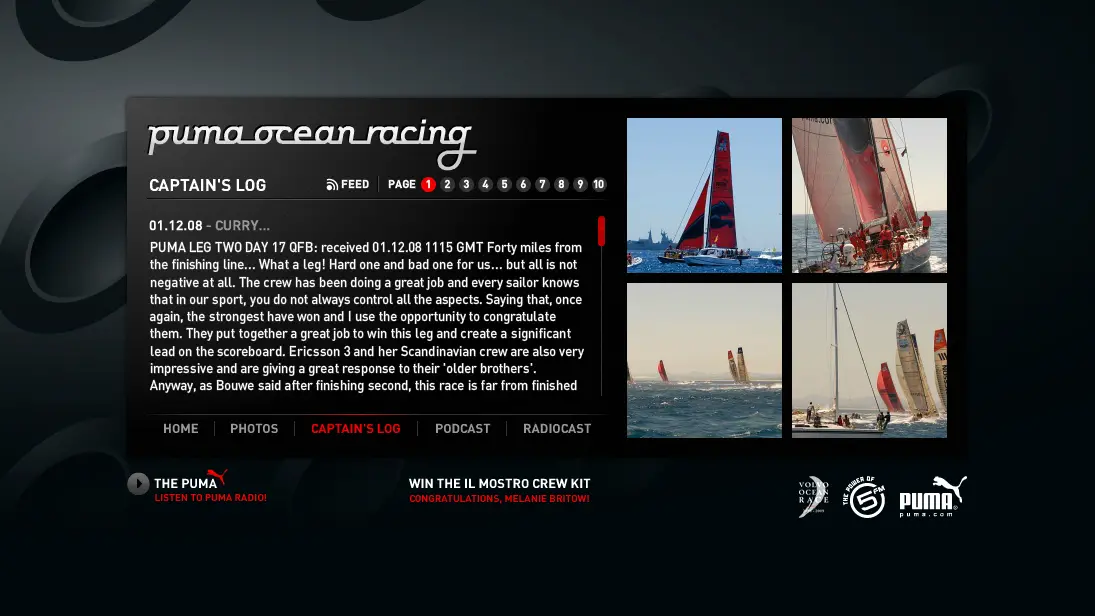 puma ocean racing
CAPTAIN'S LOG
FEED
PAGE 1 2 3 4 5 6 7 8 9 10
01.12.08 - CURRY...
PUMA LEG TWO DAY 17 QFB: received 01.12.08 1115 GMT Forty miles from
the finishing line... What a leg! Hard one and bad one for us... but all is not
negative at all. The crew has been doing a great job and every sailor knows
that in our sport, you do not always control all the aspects. Saying that, once
again, the strongest have won and I use the opportunity to congratulate
them. They put together a great job to win this leg and create a significant
lead on the scoreboard. Ericsson 3 and her Scandinavian crew are also very
impressive and are giving a great response to their 'older brothers'.
Anyway, as Bouwe said after finishing second, this race is far from finished
HOME
PHOTOS
CAPTAIN'S LOG
PODCAST
RADIOCAST
THE PUMA
LISTEN TO PUMA RADIO!
WIN THE IL MOSTRO CREW KIT
CONGRATULATIONS, MELANIE BRITOW!
VOLVO
OCEAN
RACE
THE POWER OF
5FM
PUMA
puma.com